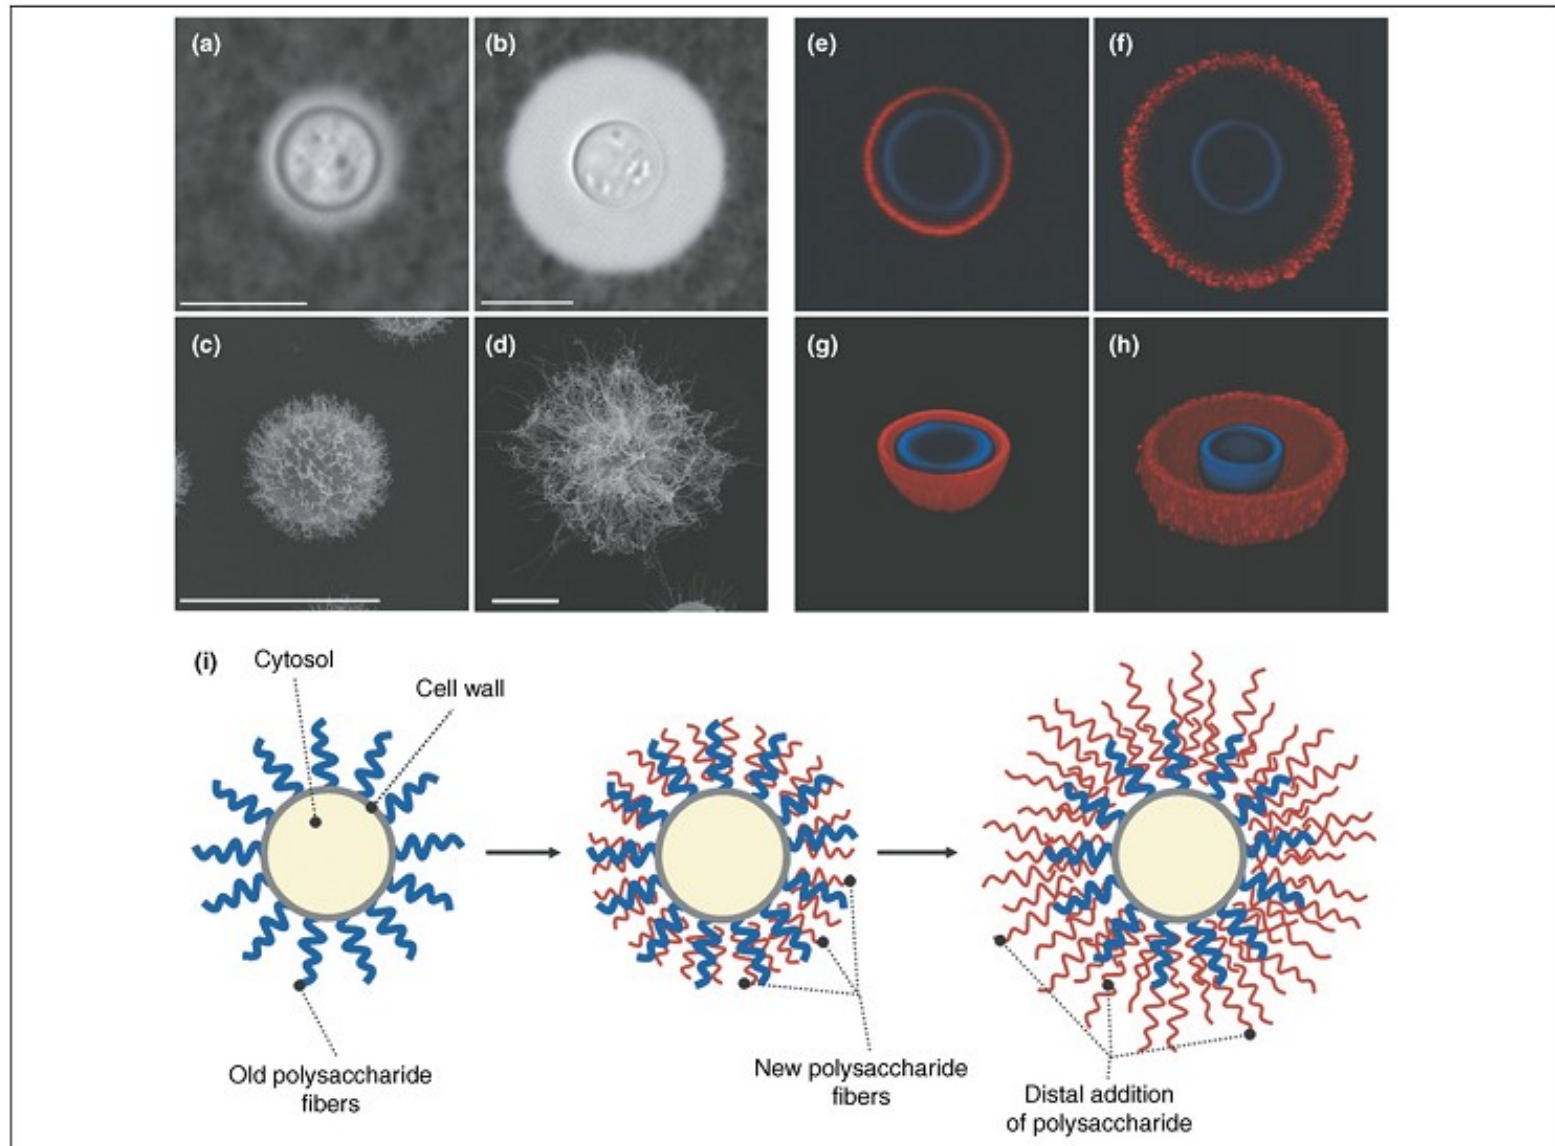 (a)
(b)
(e)
(f)
(c)
(d)
(g)
(h)
(i)
Cytosol
Cell wall
Old polysaccharide
fibers
New polysaccharide
fibers
Distal addition
of polysaccharide